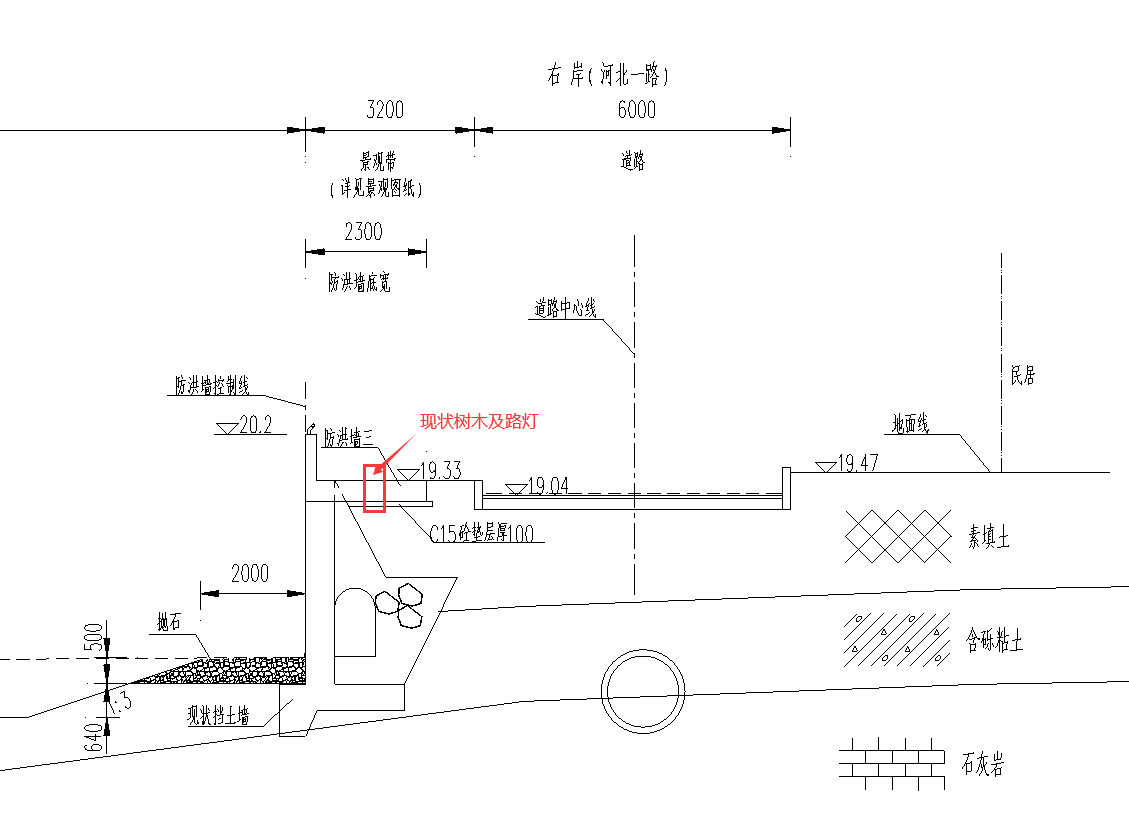 右 岸(河北一路)
3200
6000
景观带
(详见景观图纸)
道路
2300
防洪墙底宽
道路中心线
民居
防洪墙控制线
20.2
现状树木及路灯
防洪墙三
19.33
地面线
19.47
19.04
C15砼垫层厚100
素填土
2000
抛石
500
含砾粘土
1:3
现状挡土墙
640
石灰岩